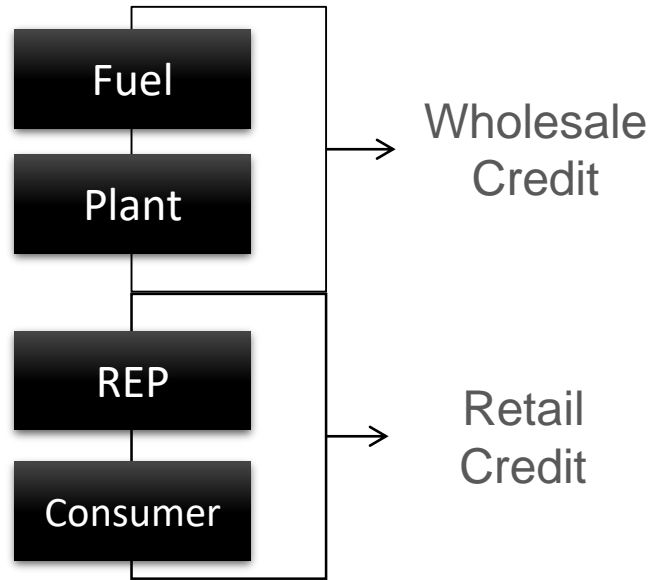 Fuel
Plant
Wholesale
Credit
REP
Consumer
Retail
Credit